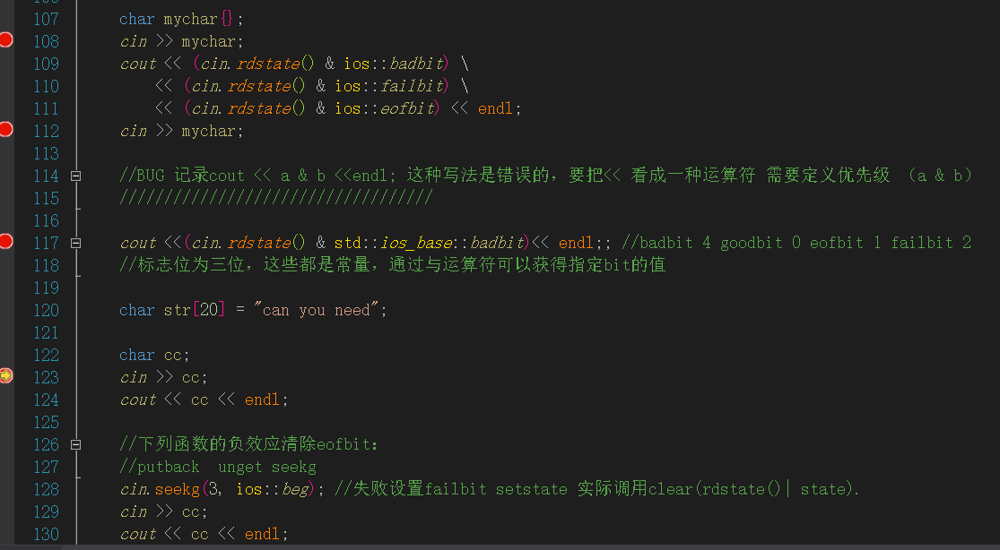 107 char mychar{};
108 cin >> mychar;
109 cout << (cin.rdstate() & ios::badbit) \
110 << (cin.rdstate() & ios::failbit) \
111 << (cin.rdstate() & ios::eofbit) << endl;
112 cin >> mychar;
113
114 //BUG 记录cout << a & b <<endl; 这种写法是错误的，要把<< 看成一种运算符 需要定义优先级 （a & b）
115 ///////////////////////////////////
116
117 cout <<(cin.rdstate() & std::ios_base::badbit)<< endl;; //badbit 4 goodbit 0 eofbit 1 failbit 2
118 //标志位为三位，这些都是常量，通过与运算符可以获得指定bit的值
119
120 char str[20] = "can you need";
121
122 char cc;
123 cin >> cc;
124 cout << cc << endl;
125
126 //下列函数的负效应清除eofbit：
127 //putback  unget seekg
128 cin.seekg(3, ios::beg); //失败设置failbit setstate 实际调用clear(rdstate()| state).
129 cin >> cc;
130 cout << cc << endl;